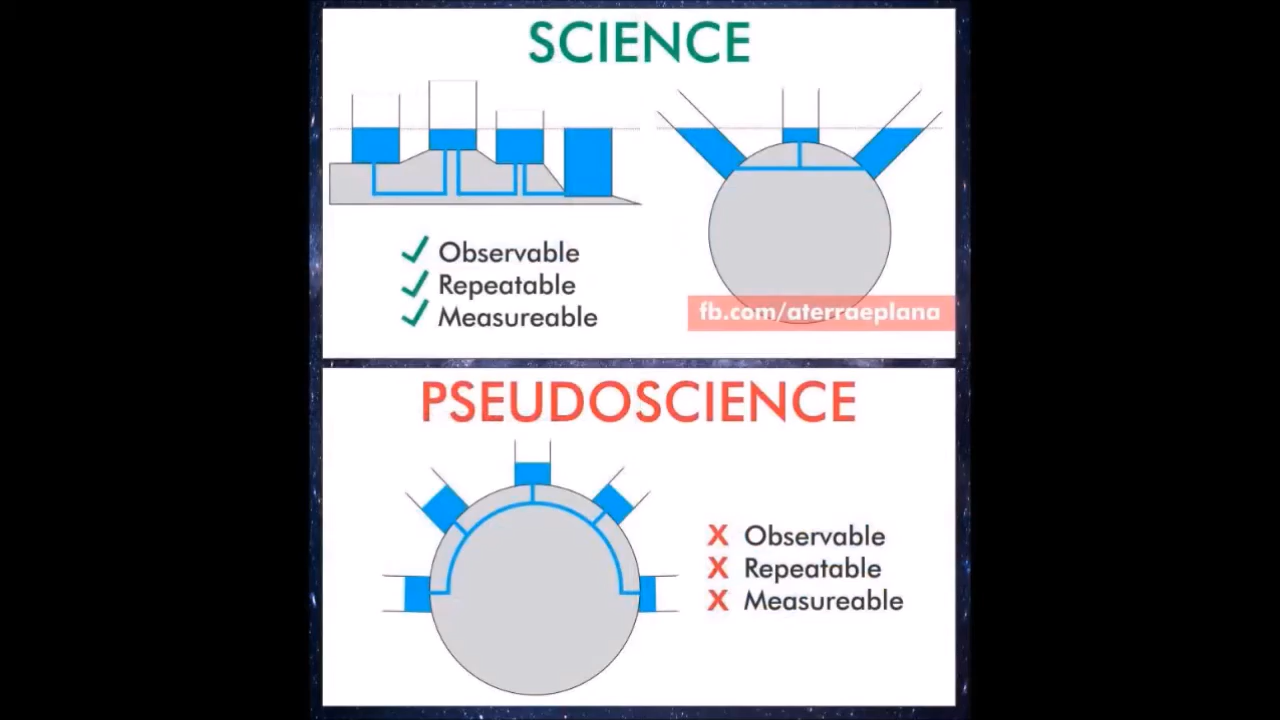 SCIENCE
Observable
Repeatable
Measureable
fb.com/aterraeplana
PSEUDOSCIENCE
X Observable
X Repeatable
X Measureable